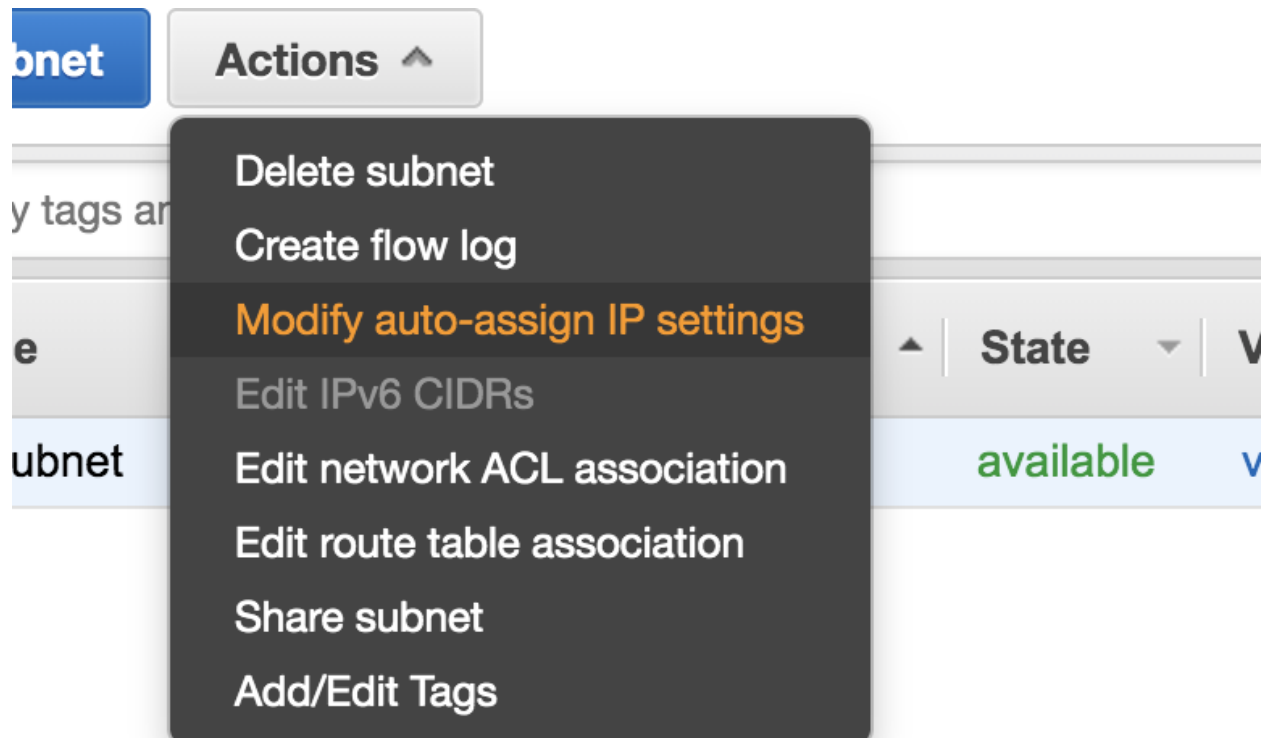 bnet Actions
Delete subnet
y tags ar
Create flow log
Modify auto-assign IP settings
e State V
Edit IPv6 CIDRs
ubnet available v
Edit network ACL association
Edit route table association
Share subnet
Add/Edit Tags